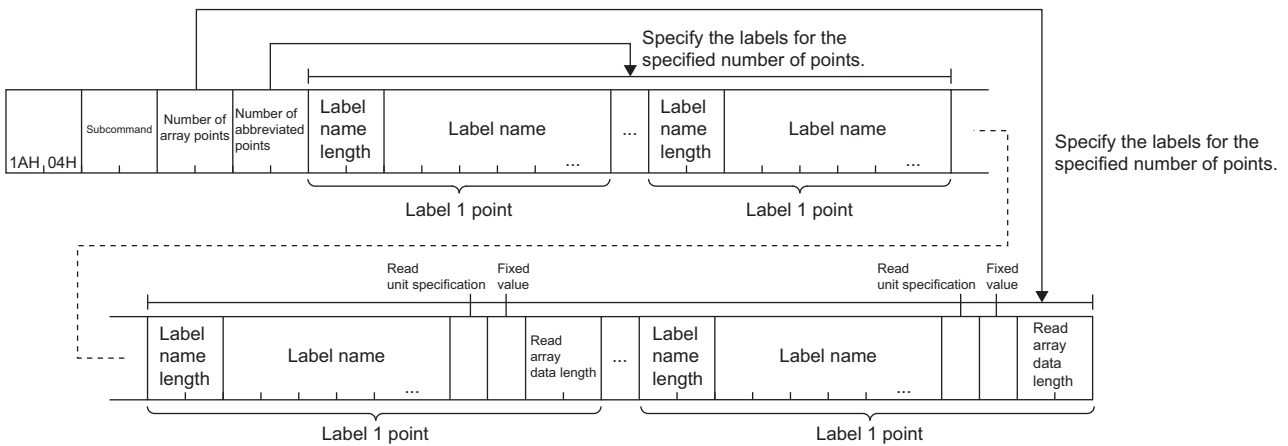 Specify the labels for the
specified number of points.
1AH, 04H
Subcommand
Number of
array points
Number of
abbreviated
points
Label
name
length
Label name
...
...
Label
name
length
Label name
...
Specify the labels for the
specified number of points.
Label 1 point
Label 1 point
Read
unit specification
Fixed
value
Read
unit specification
Fixed
value
Label
name
length
Label name
...
Read
array
data length
...
Label
name
length
Label name
...
Read
array
data
length
Label 1 point
Label 1 point